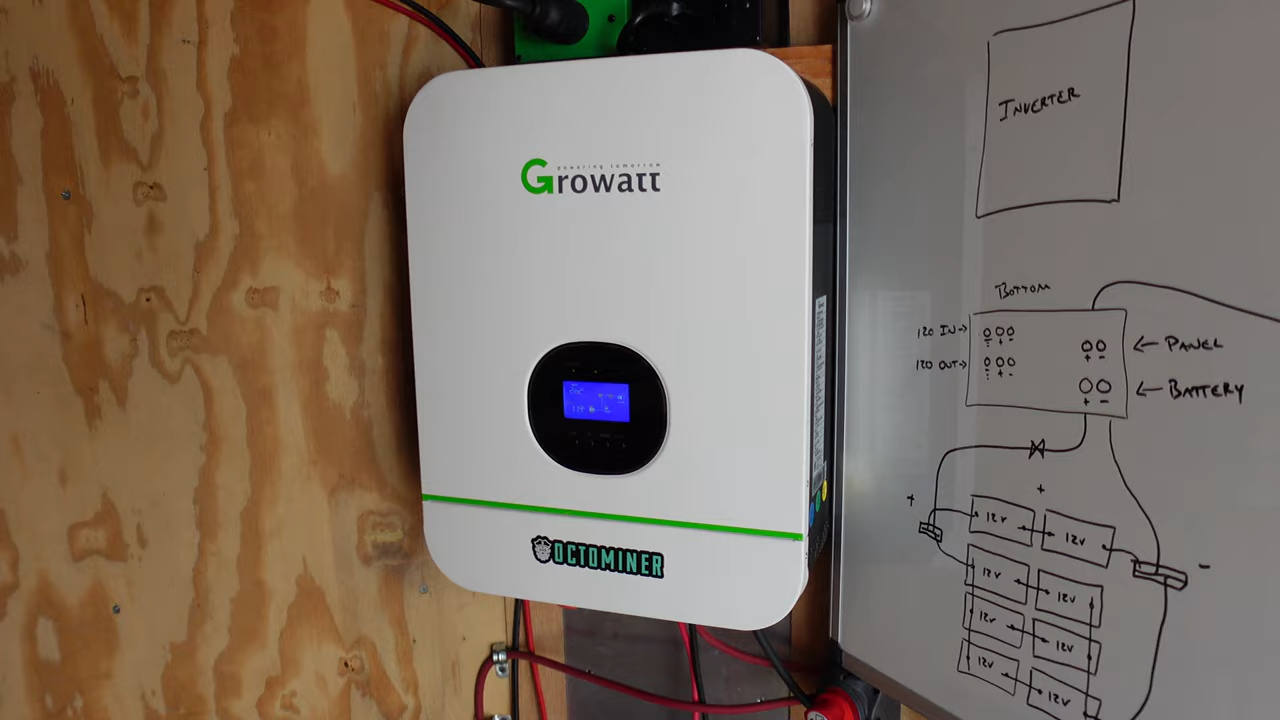 powering tomorrow
Growatt
OCTOMINER
INVERTER
BOTTOM
120 IN→
120 OUT→
← PANEL
+ -
← BATTERY
+ -
+
+
-
12V
12V
12V
12V
12V
12V
12V
12V